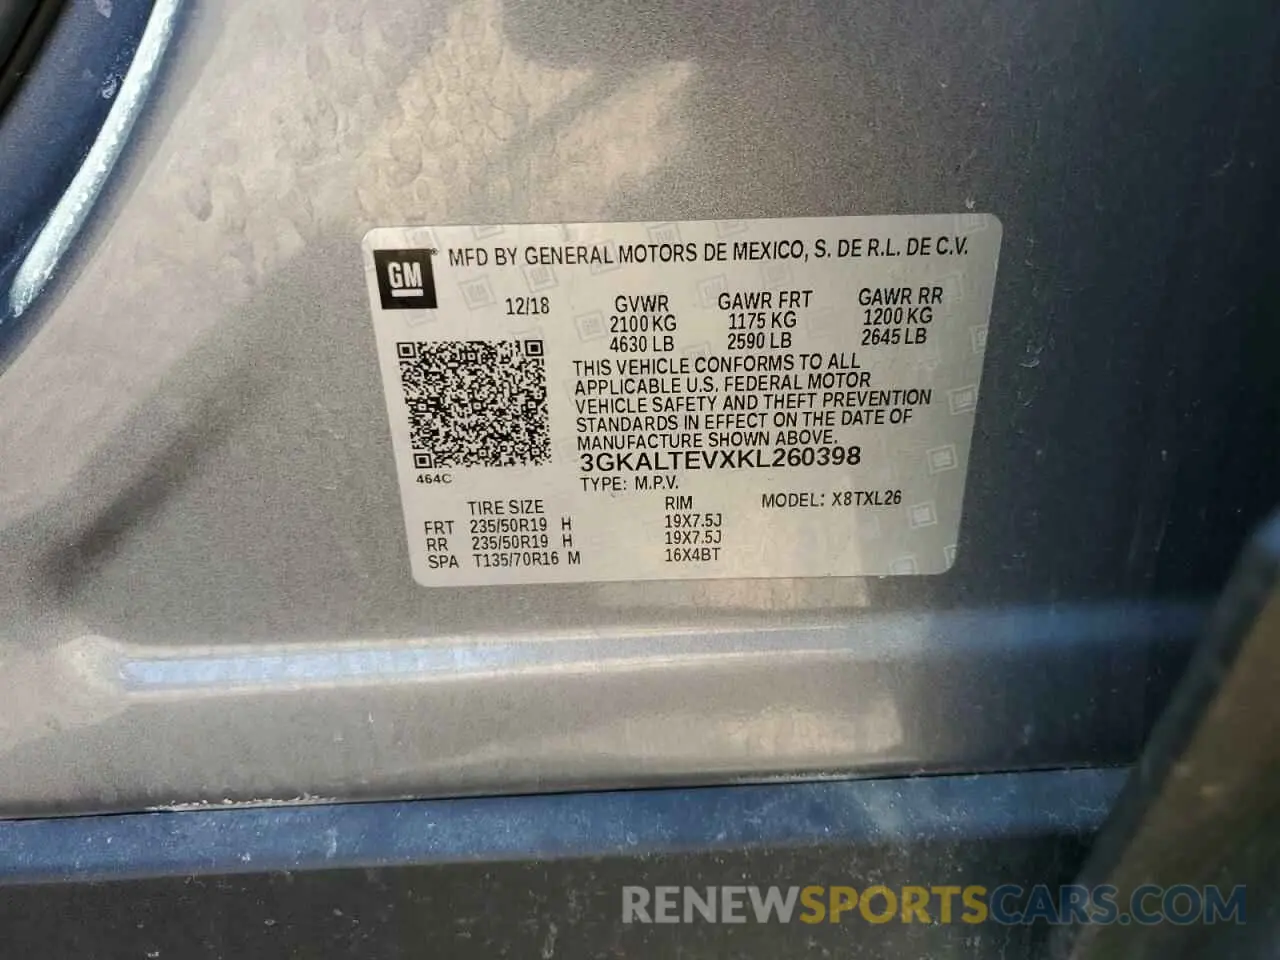 GM® MFD BY GENERAL MOTORS DE MEXICO, S. DE R.L. DE C.V.
12/18 GVWR GAWR FRT GAWR RR
2100 KG 1175 KG 1200 KG
4630 LB 2590 LB 2645 LB
THIS VEHICLE CONFORMS TO ALL
APPLICABLE U.S. FEDERAL MOTOR
VEHICLE SAFETY AND THEFT PREVENTION
STANDARDS IN EFFECT ON THE DATE OF
MANUFACTURE SHOWN ABOVE.
3GKALTEVXKL260398
464C
TYPE: M.P.V.
TIRE SIZE RIM MODEL: X8TXL26
FRT 235/50R19 H 19X7.5J
RR 235/50R19 H 19X7.5J
SPA T135/70R16 M 16X4BT
RENEWSPORTSCARS.COM